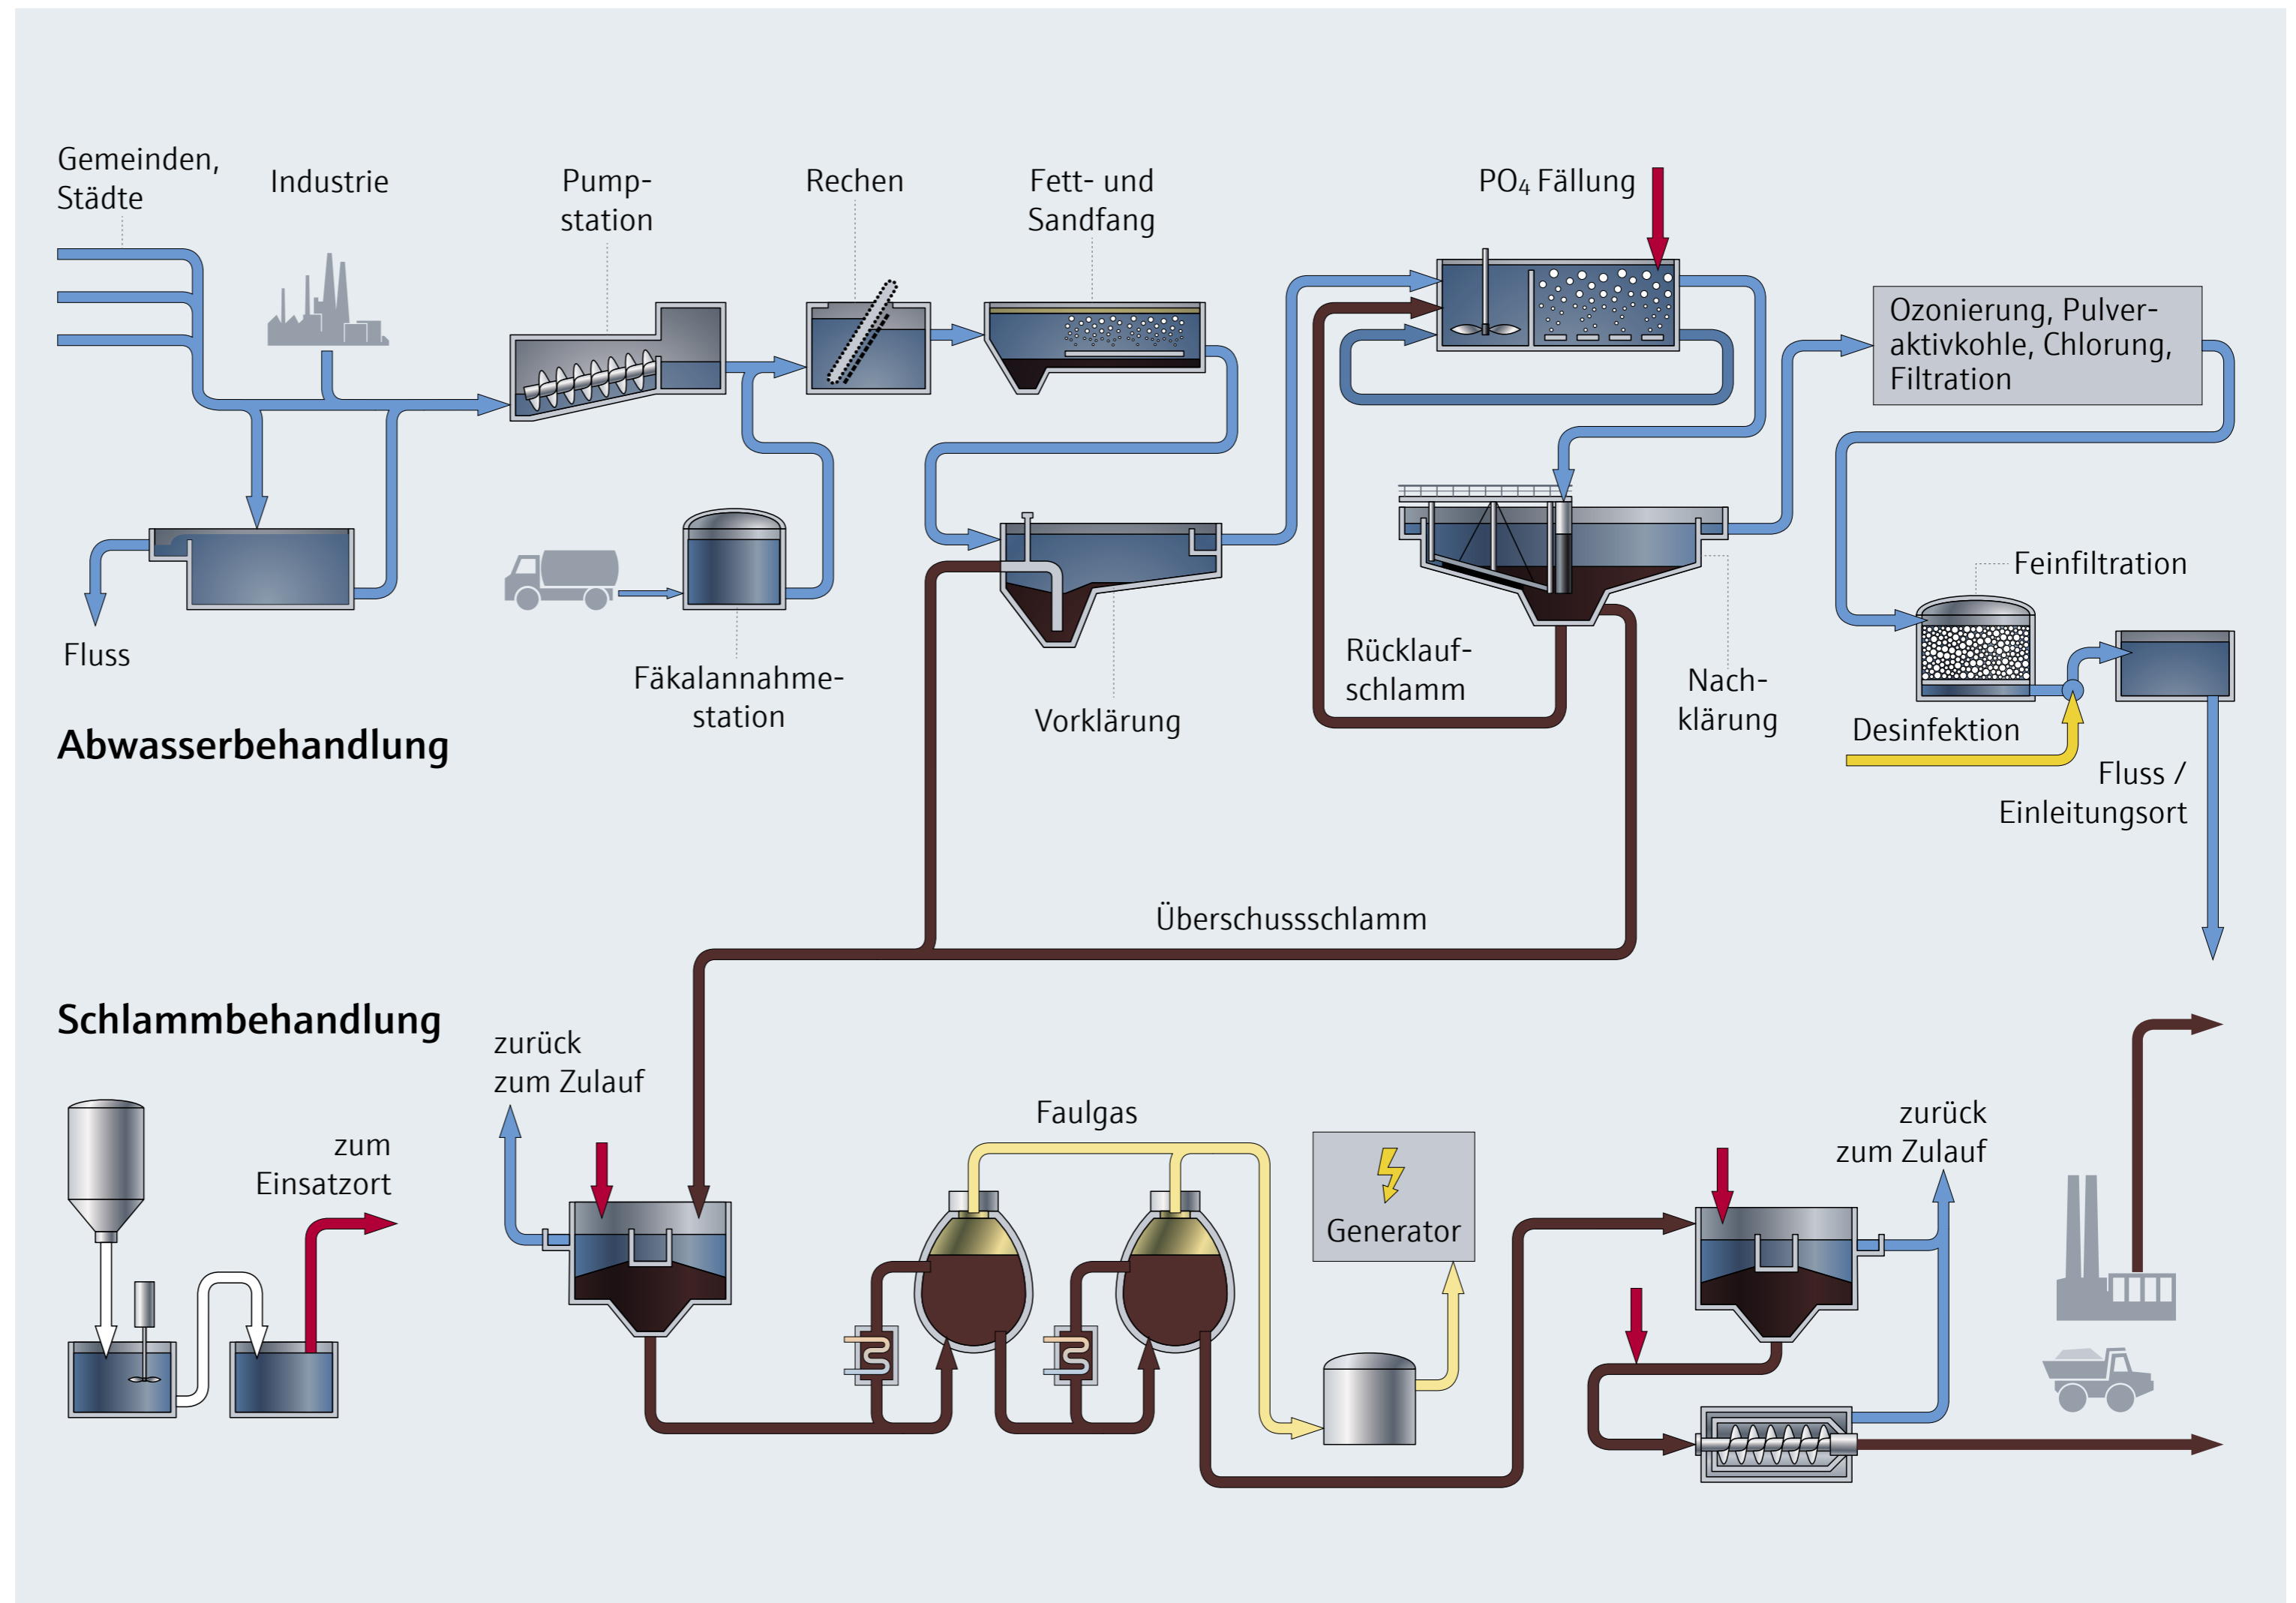 Gemeinden,
Städte
Industrie
Pump-
station
Rechen
Fett- und
Sandfang
PO₄ Fällung
Ozonierung, Pulver-
aktivkohle, Chlorung,
Filtration
Fluss
Fäkalannahme-
station
Vorklärung
Rücklauf-
schlamm
Nach-
klärung
Feinfiltration
Desinfektion
Fluss /
Einleitungsort
Abwasserbehandlung
Überschussschlamm
Schlammbehandlung
zurück
zum Zulauf
zum
Einsatzort
Faulgas
Generator
zurück
zum Zulauf